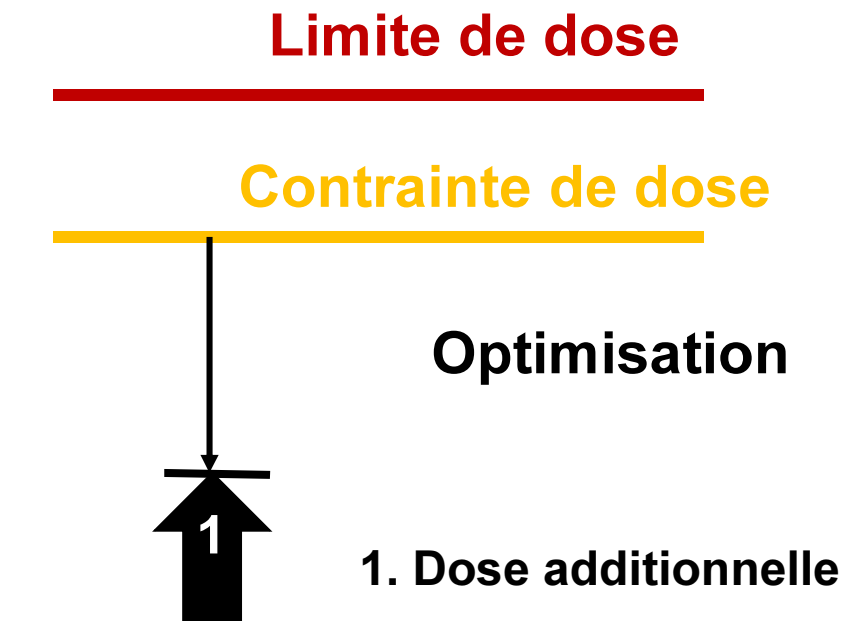 Limite de dose
Contrainte de dose
Optimisation
1
1. Dose additionnelle